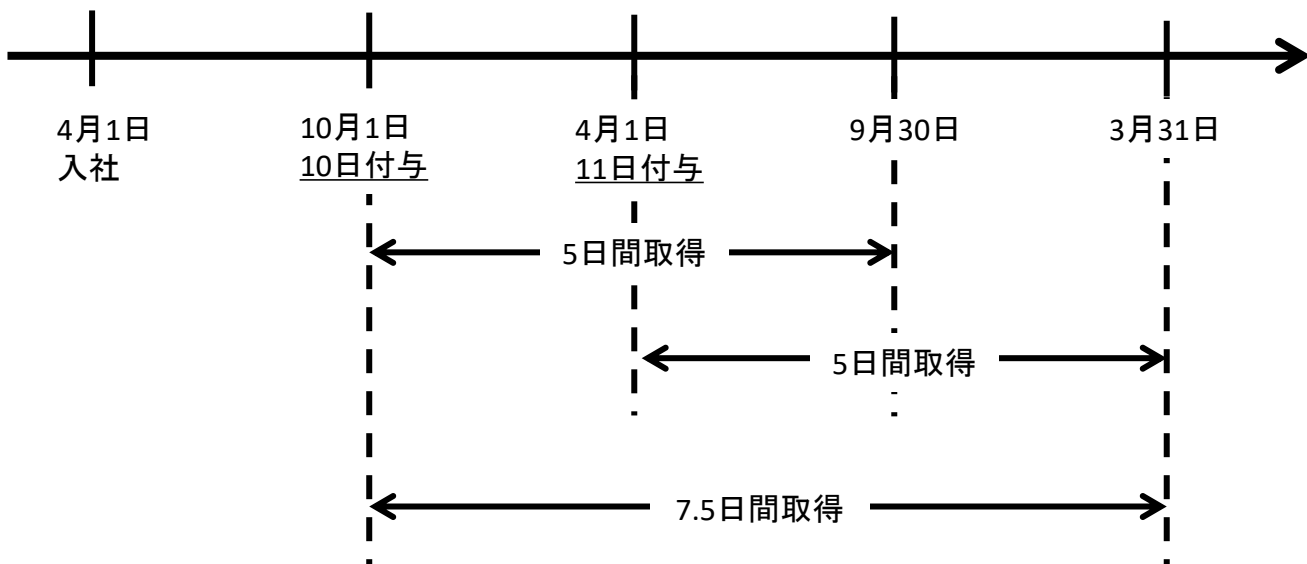 4月1日
入社
10月1日
10日付与
4月1日
11日付与
9月30日
3月31日
5日間取得
5日間取得
7.5日間取得